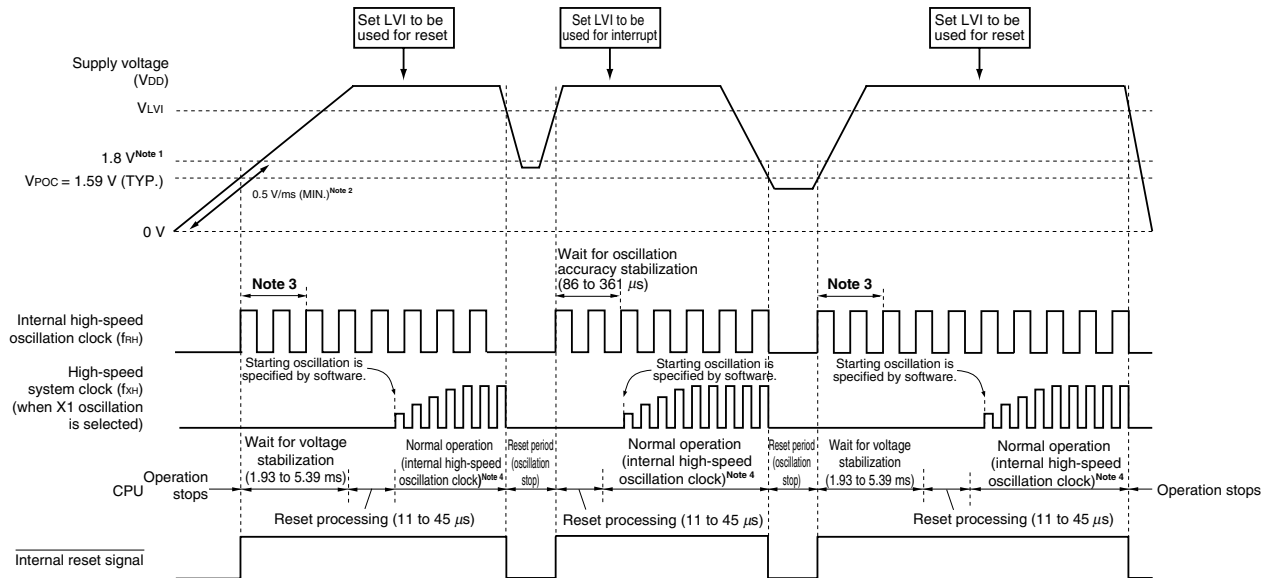 Set LVI to be
used for reset
Set LVI to be
used for interrupt
Set LVI to be
used for reset
Supply voltage
(VDD)
VLVI
1.8 V Note 1
VPOC = 1.59 V (TYP.)
0.5 V/ms (MIN.) Note 2
0 V
Wait for oscillation
accuracy stabilization
(86 to 361 μs)
Note 3
Note 3
Internal high-speed
oscillation clock (fRH)
Starting oscillation is
specified by software.
Starting oscillation is
specified by software.
Starting oscillation is
specified by software.
High-speed
system clock (fXH)
(when X1 oscillation
is selected)
Wait for voltage
stabilization
(1.93 to 5.39 ms)
Normal operation
(internal high-speed
oscillation clock) Note 4
Reset period
(oscillation
stop)
Normal operation
(internal high-speed
oscillation clock) Note 4
Reset period
(oscillation
stop)
Wait for voltage
stabilization
(1.93 to 5.39 ms)
Normal operation
(internal high-speed
oscillation clock) Note 4
CPU
Operation
stops
Operation stops
Reset processing (11 to 45 μs)
Reset processing (11 to 45 μs)
Reset processing (11 to 45 μs)
Internal reset signal